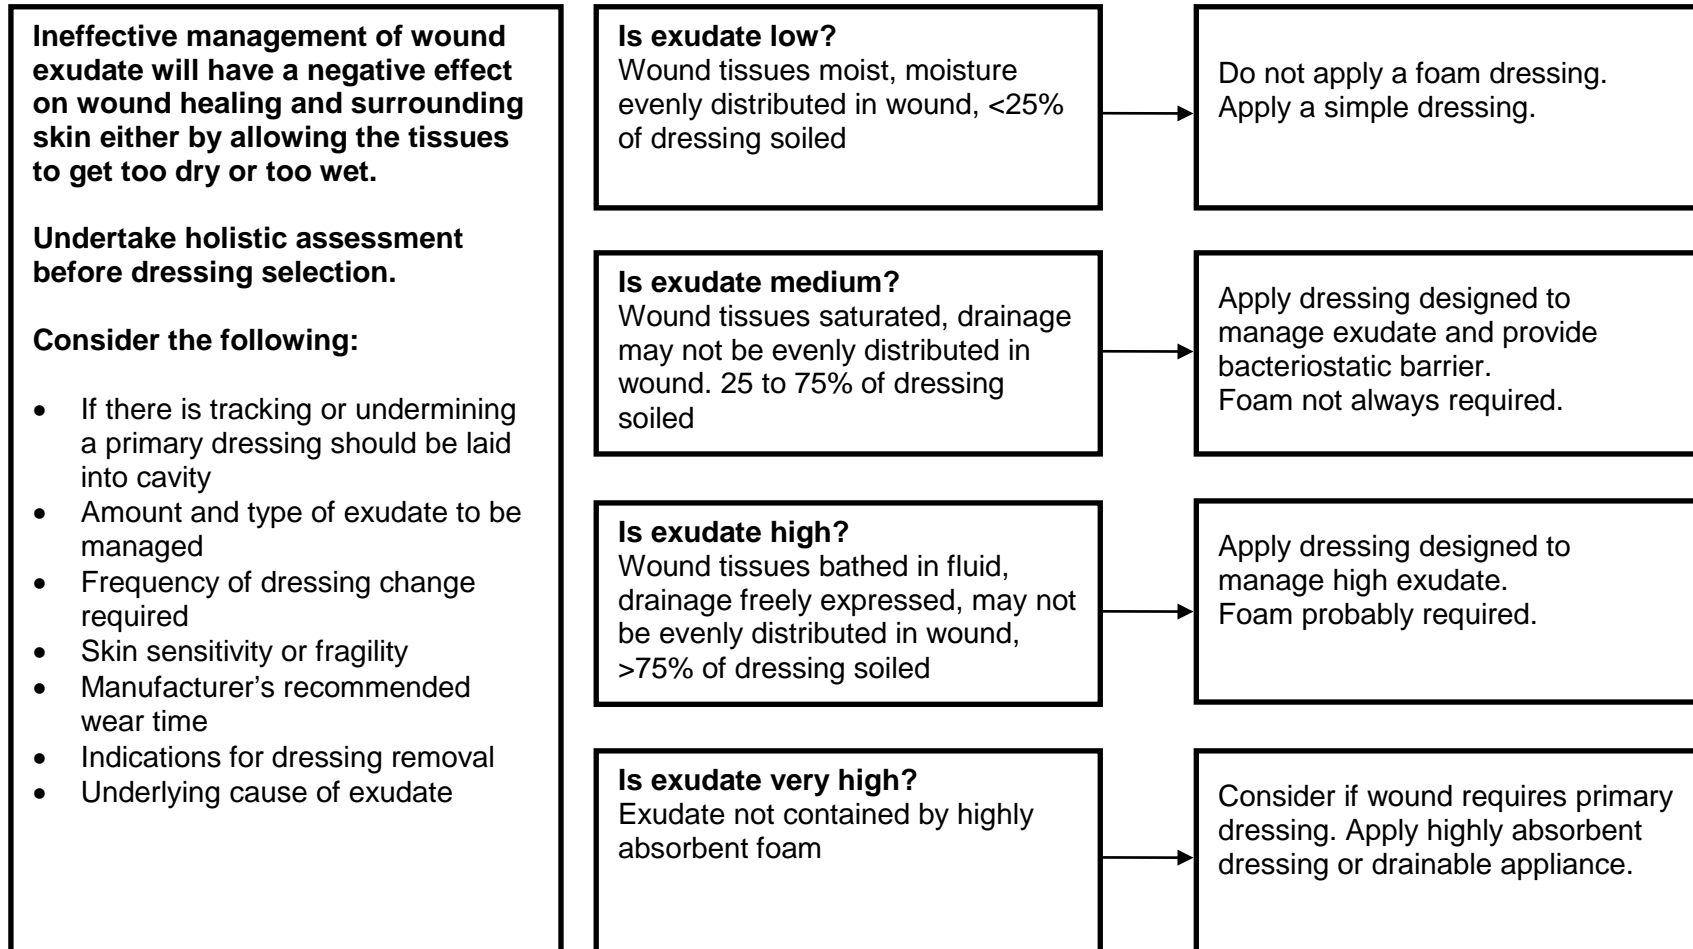 Ineffective management of wound
exudate will have a negative effect
on wound healing and surrounding
skin either by allowing the tissues
to get too dry or too wet.
Undertake holistic assessment
before dressing selection.
Consider the following:
• If there is tracking or undermining
a primary dressing should be laid
into cavity
• Amount and type of exudate to be
managed
• Frequency of dressing change
required
• Skin sensitivity or fragility
• Manufacturer’s recommended
wear time
• Indications for dressing removal
• Underlying cause of exudate
Is exudate low?
Wound tissues moist, moisture
evenly distributed in wound, <25%
of dressing soiled
Do not apply a foam dressing.
Apply a simple dressing.
Is exudate medium?
Wound tissues saturated, drainage
may not be evenly distributed in
wound. 25 to 75% of dressing
soiled
Apply dressing designed to
manage exudate and provide
bacteriostatic barrier.
Foam not always required.
Is exudate high?
Wound tissues bathed in fluid,
drainage freely expressed, may not
be evenly distributed in wound,
>75% of dressing soiled
Apply dressing designed to
manage high exudate.
Foam probably required.
Is exudate very high?
Exudate not contained by highly
absorbent foam
Consider if wound requires primary
dressing. Apply highly absorbent
dressing or drainable appliance.